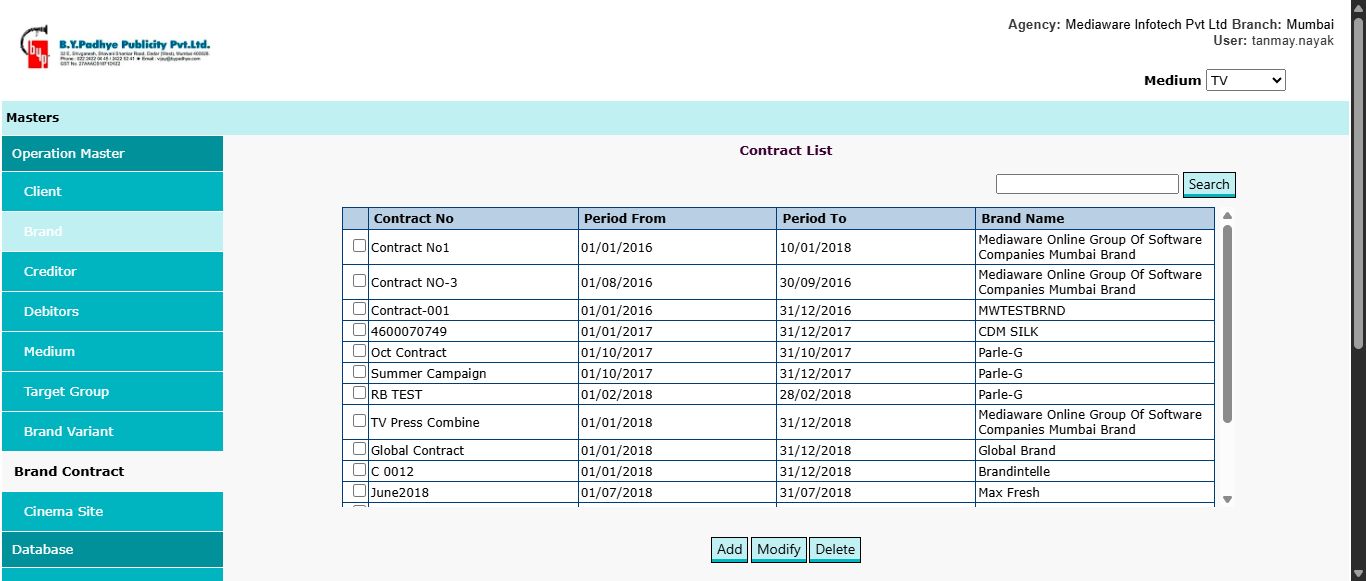 Agency: Mediaware Infotech Pvt Ltd Branch: Mumbai
User: tanmay.nayak
byp
B.Y.Padhye Publicity Pvt.Ltd.
Medium TV
Masters
Operation Master
Client
Brand
Creditor
Debitors
Medium
Target Group
Brand Variant
Brand Contract
Cinema Site
Database
Contract List
Search
Contract No Period From Period To Brand Name
Contract No1 01/01/2016 10/01/2018 Mediaware Online Group Of Software
Companies Mumbai Brand
Contract NO-3 01/08/2016 30/09/2016 Mediaware Online Group Of Software
Companies Mumbai Brand
Contract-001 01/01/2016 31/12/2016 MWTESTBRND
4600070749 01/01/2017 31/12/2017 CDM SILK
Oct Contract 01/10/2017 31/10/2017 Parle-G
Summer Campaign 01/10/2017 31/12/2017 Parle-G
RB TEST 01/02/2018 28/02/2018 Parle-G
TV Press Combine 01/01/2018 31/12/2018 Mediaware Online Group Of Software
Companies Mumbai Brand
Global Contract 01/01/2018 31/12/2018 Global Brand
C 0012 01/01/2018 31/12/2018 Brandintelle
June2018 01/07/2018 31/07/2018 Max Fresh
Add Modify Delete